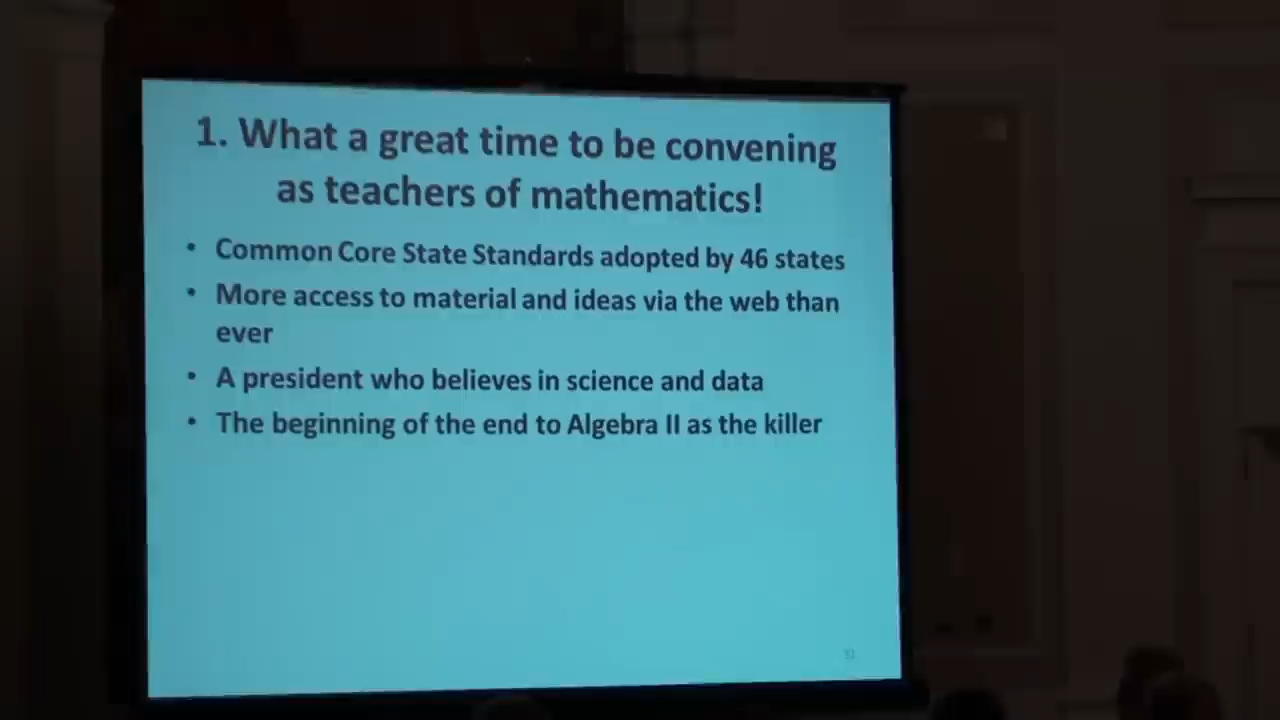 1. What a great time to be convening
as teachers of mathematics!
• Common Core State Standards adopted by 46 states
• More access to material and ideas via the web than
ever
• A president who believes in science and data
• The beginning of the end to Algebra II as the killer